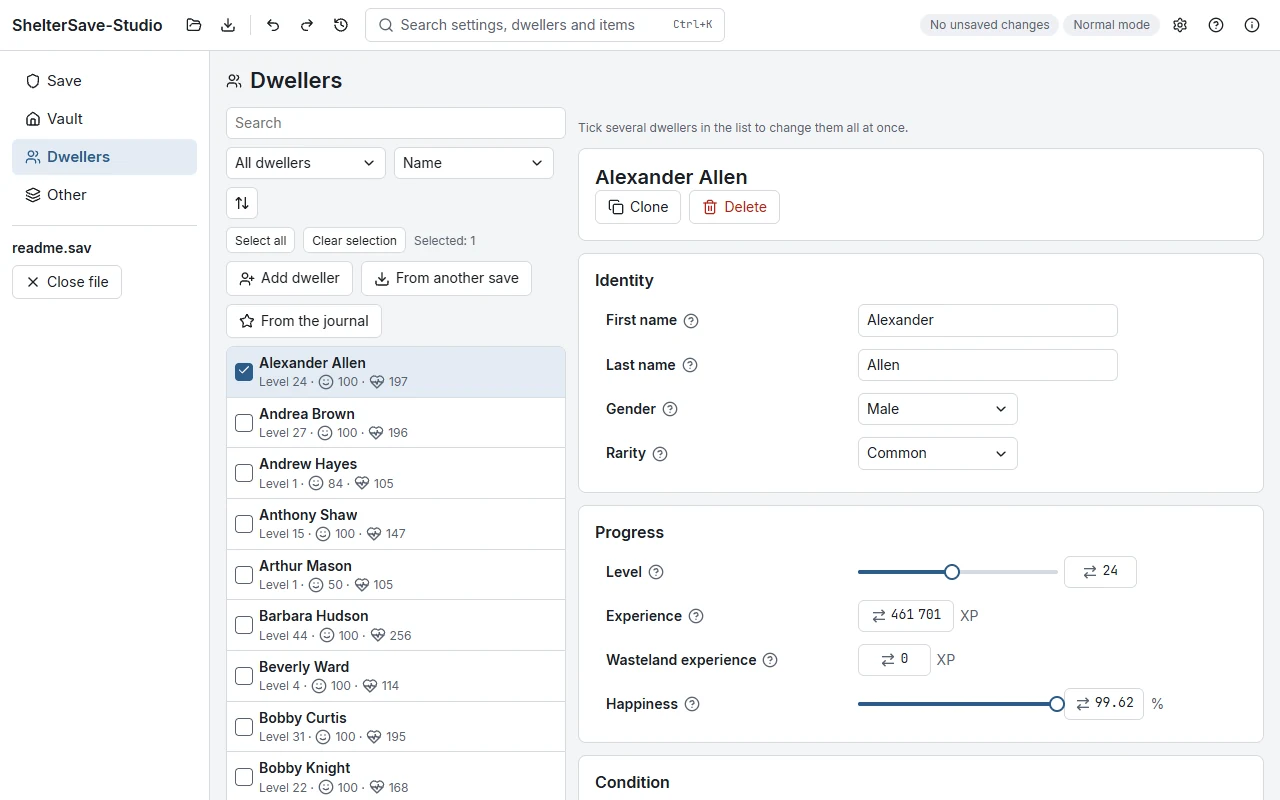 ShelterSave-Studio
Search settings, dwellers and items Ctrl+K
No unsaved changes
Normal mode
Save
Vault
Dwellers
Other
readme.sav
Close file
Dwellers
Search
All dwellers
Name
Select all
Clear selection
Selected: 1
Add dweller
From another save
From the journal
Alexander Allen
Level 24 · 100 · 197
Andrea Brown
Level 27 · 100 · 196
Andrew Hayes
Level 1 · 84 · 105
Anthony Shaw
Level 15 · 100 · 147
Arthur Mason
Level 1 · 50 · 105
Barbara Hudson
Level 44 · 100 · 256
Beverly Ward
Level 4 · 100 · 114
Bobby Curtis
Level 31 · 100 · 195
Bobby Knight
Level 22 · 100 · 168
Tick several dwellers in the list to change them all at once.
Alexander Allen
Clone
Delete
Identity
First name Alexander
Last name Allen
Gender Male
Rarity Common
Progress
Level 24
Experience 461 701 XP
Wasteland experience 0 XP
Happiness 99.62 %
Condition